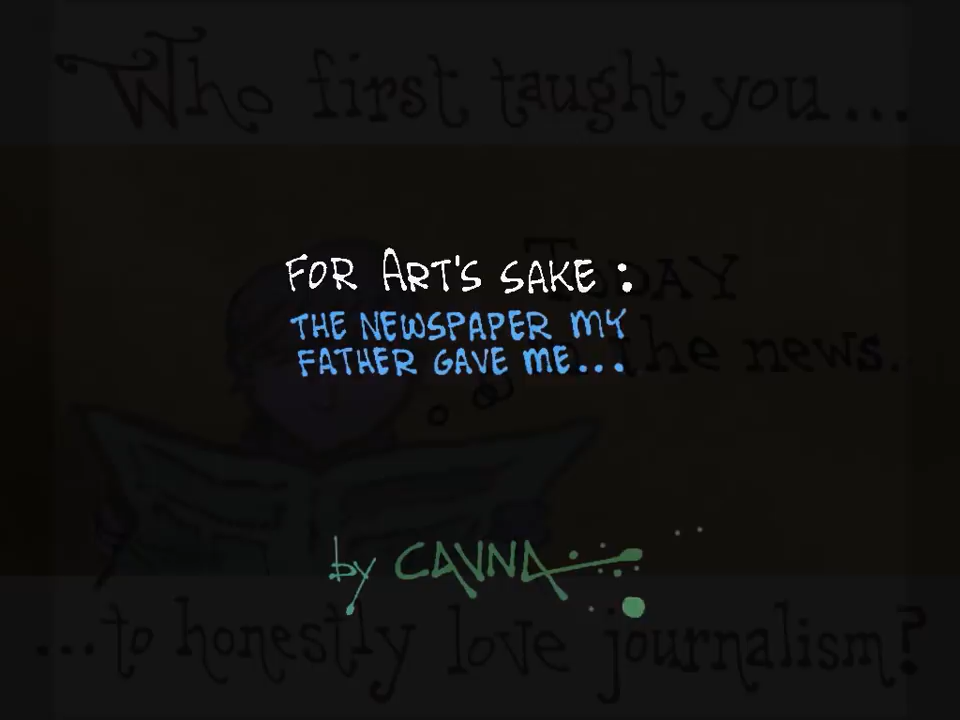 Who first taught you...
FOR ART'S SAKE :
TODAY
THE NEWSPAPER MY
FATHER GAVE ME...
the news.
by CAVNA
...to honestly love journalism?